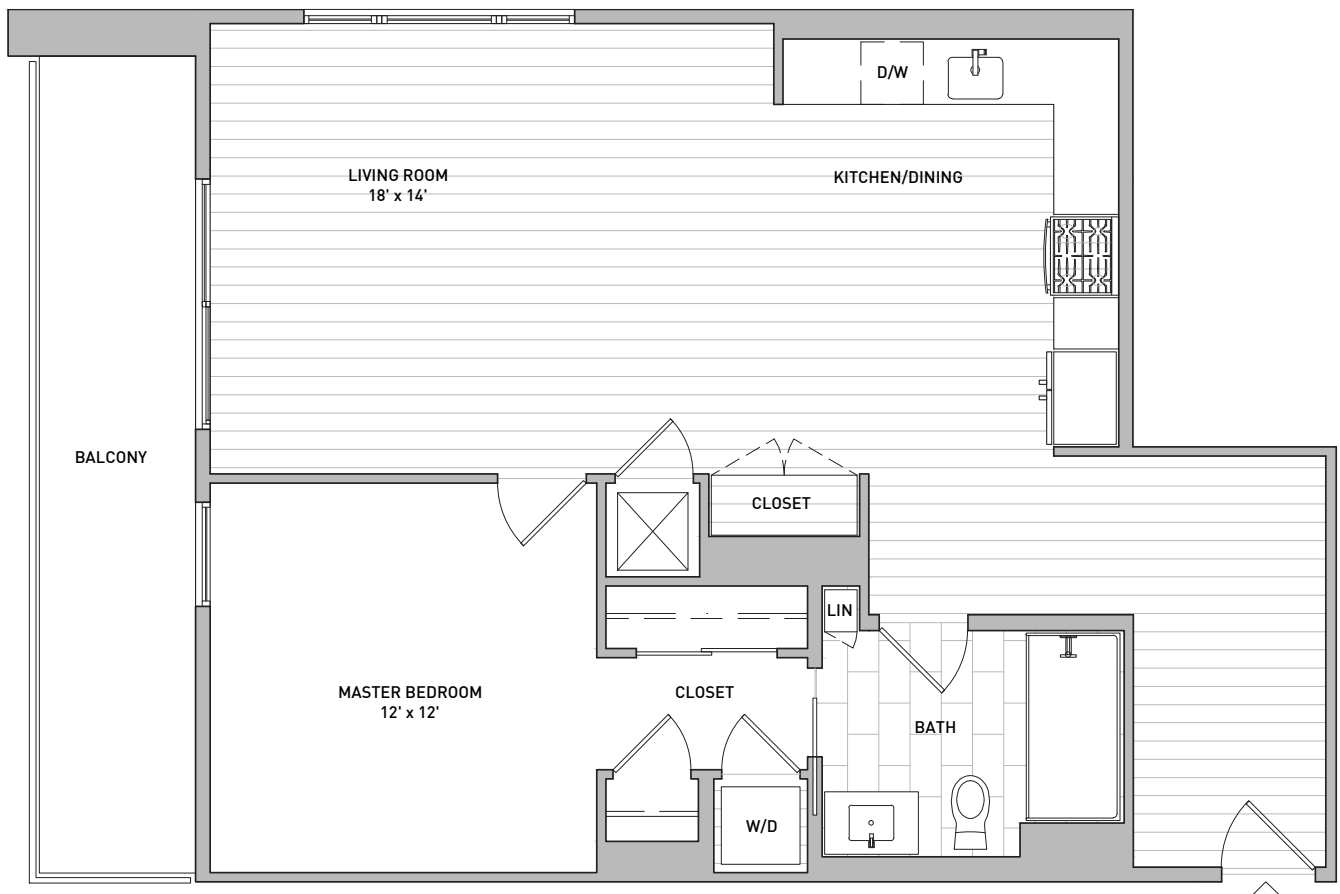 D/W
LIVING ROOM
18' x 14'
KITCHEN/DINING
BALCONY
CLOSET
LIN
MASTER BEDROOM
12' x 12'
CLOSET
BATH
W/D